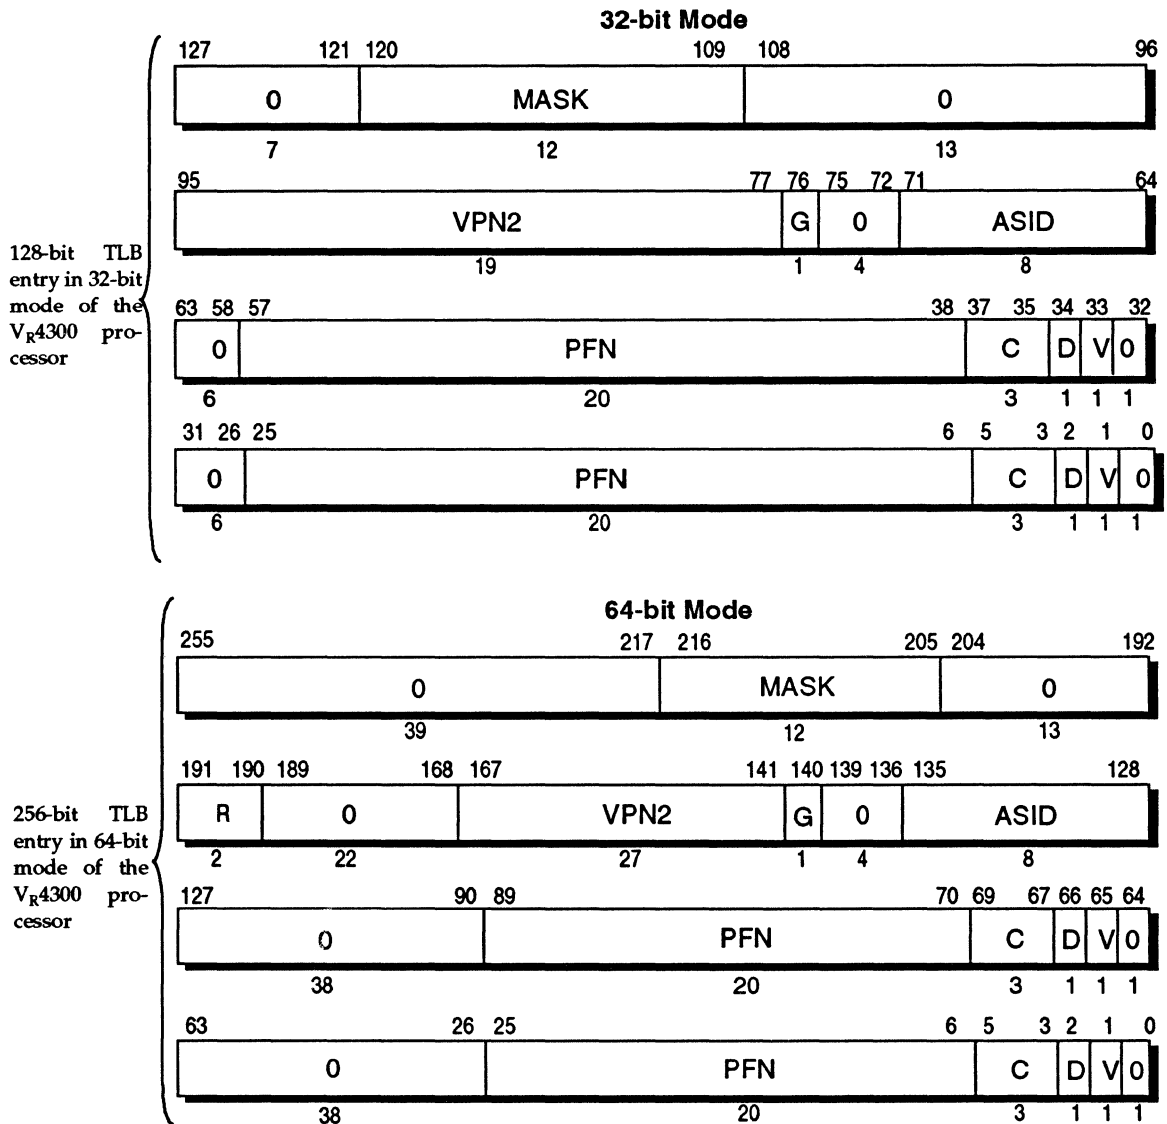 32-bit Mode
127 121 120 109 108 96
0 MASK 0
7 12 13
95 77 76 75 72 71 64
VPN2 G 0 ASID
19 1 4 8
128-bit TLB
entry in 32-bit
mode of the
VR4300 pro-
cessor
63 58 57 38 37 35 34 33 32
0 PFN C D V 0
6 20 3 1 1 1
31 26 25 6 5 3 2 1 0
0 PFN C D V 0
6 20 3 1 1 1
64-bit Mode
255 217 216 205 204 192
0 MASK 0
39 12 13
191 190 189 168 167 141 140 139 136 135 128
R 0 VPN2 G 0 ASID
2 22 27 1 4 8
256-bit TLB
entry in 64-bit
mode of the
VR4300 pro-
cessor
127 90 89 70 69 67 66 65 64
0 PFN C D V 0
38 20 3 1 1 1
63 26 25 6 5 3 2 1 0
0 PFN C D V 0
38 20 3 1 1 1